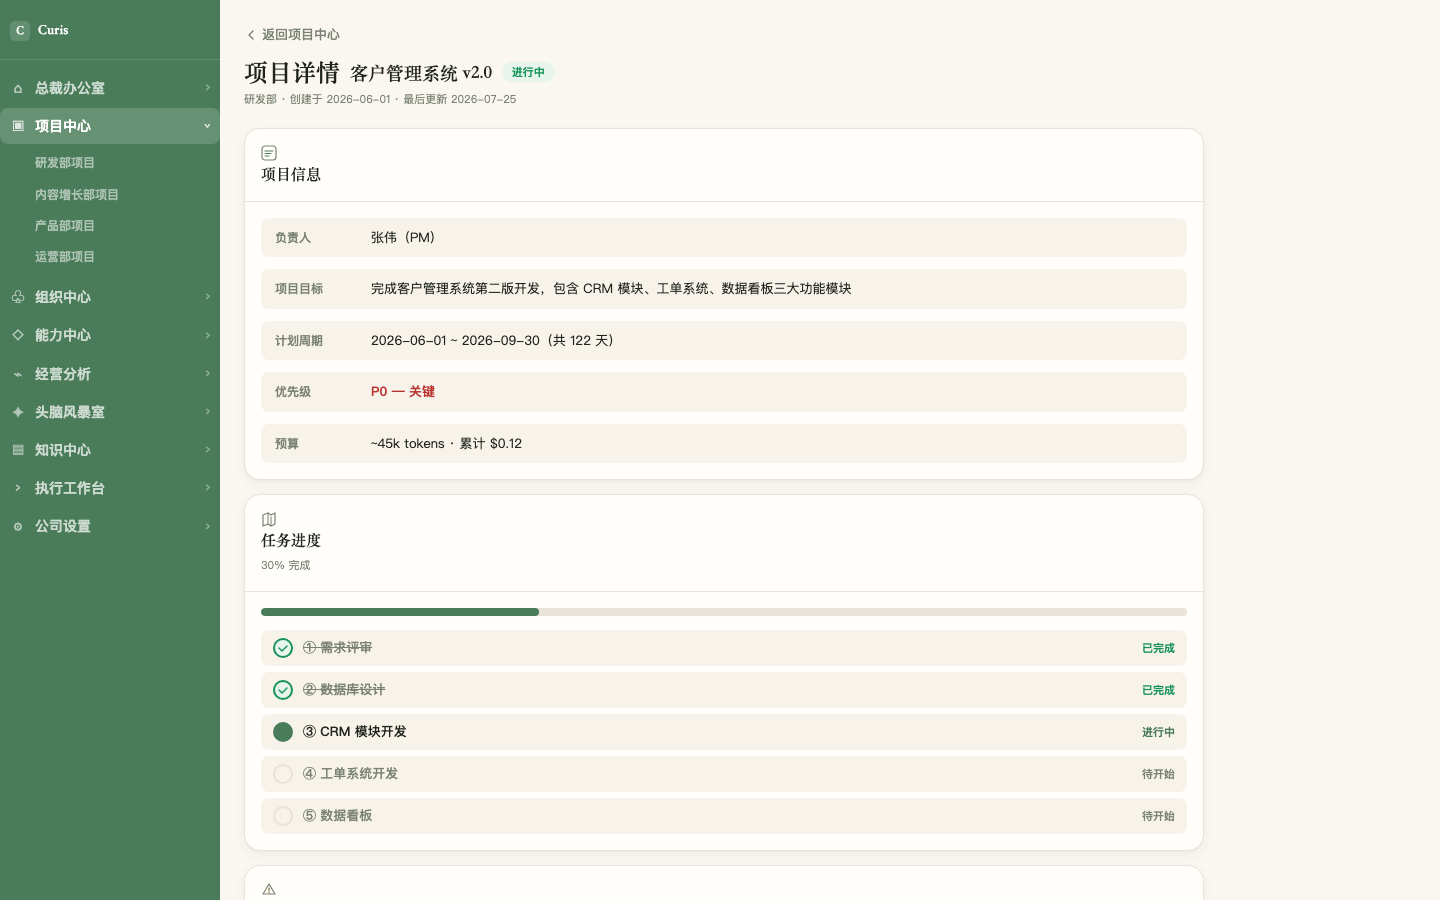 C Curis
总裁办公室
项目中心
研发部项目
内容增长部项目
产品部项目
运营部项目
组织中心
能力中心
经营分析
头脑风暴室
知识中心
执行工作台
公司设置
返回项目中心
项目详情 客户管理系统 v2.0 进行中
研发部 · 创建于 2026-06-01 · 最后更新 2026-07-25
项目信息
负责人 张伟（PM）
项目目标 完成客户管理系统第二版开发，包含 CRM 模块、工单系统、数据看板三大功能模块
计划周期 2026-06-01 ~ 2026-09-30（共 122 天）
优先级 P0 — 关键
预算 ~45k tokens · 累计 $0.12
任务进度
30% 完成
① 需求评审 已完成
② 数据库设计 已完成
③ CRM 模块开发 进行中
④ 工单系统开发 待开始
⑤ 数据看板 待开始